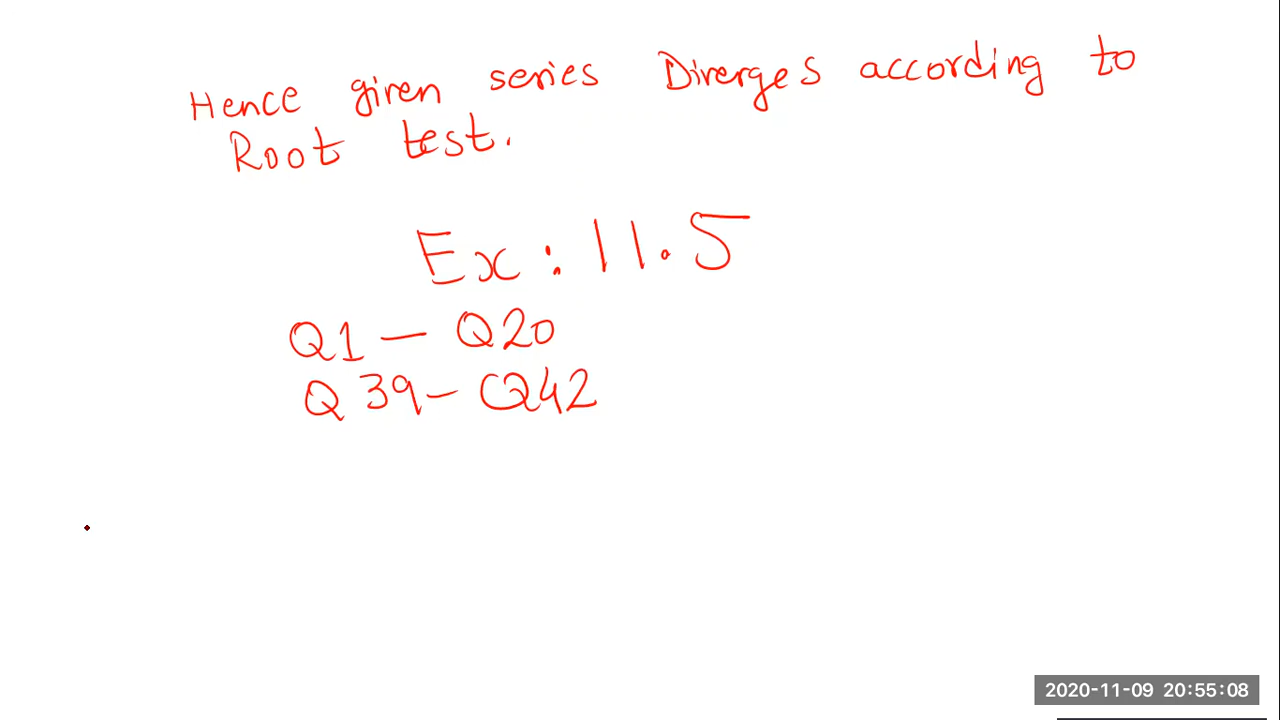 Hence given series Diverges according to
Root test.
Ex : 11.5
Q1 — Q20
Q39 - Q42
2020-11-09 20:55:08